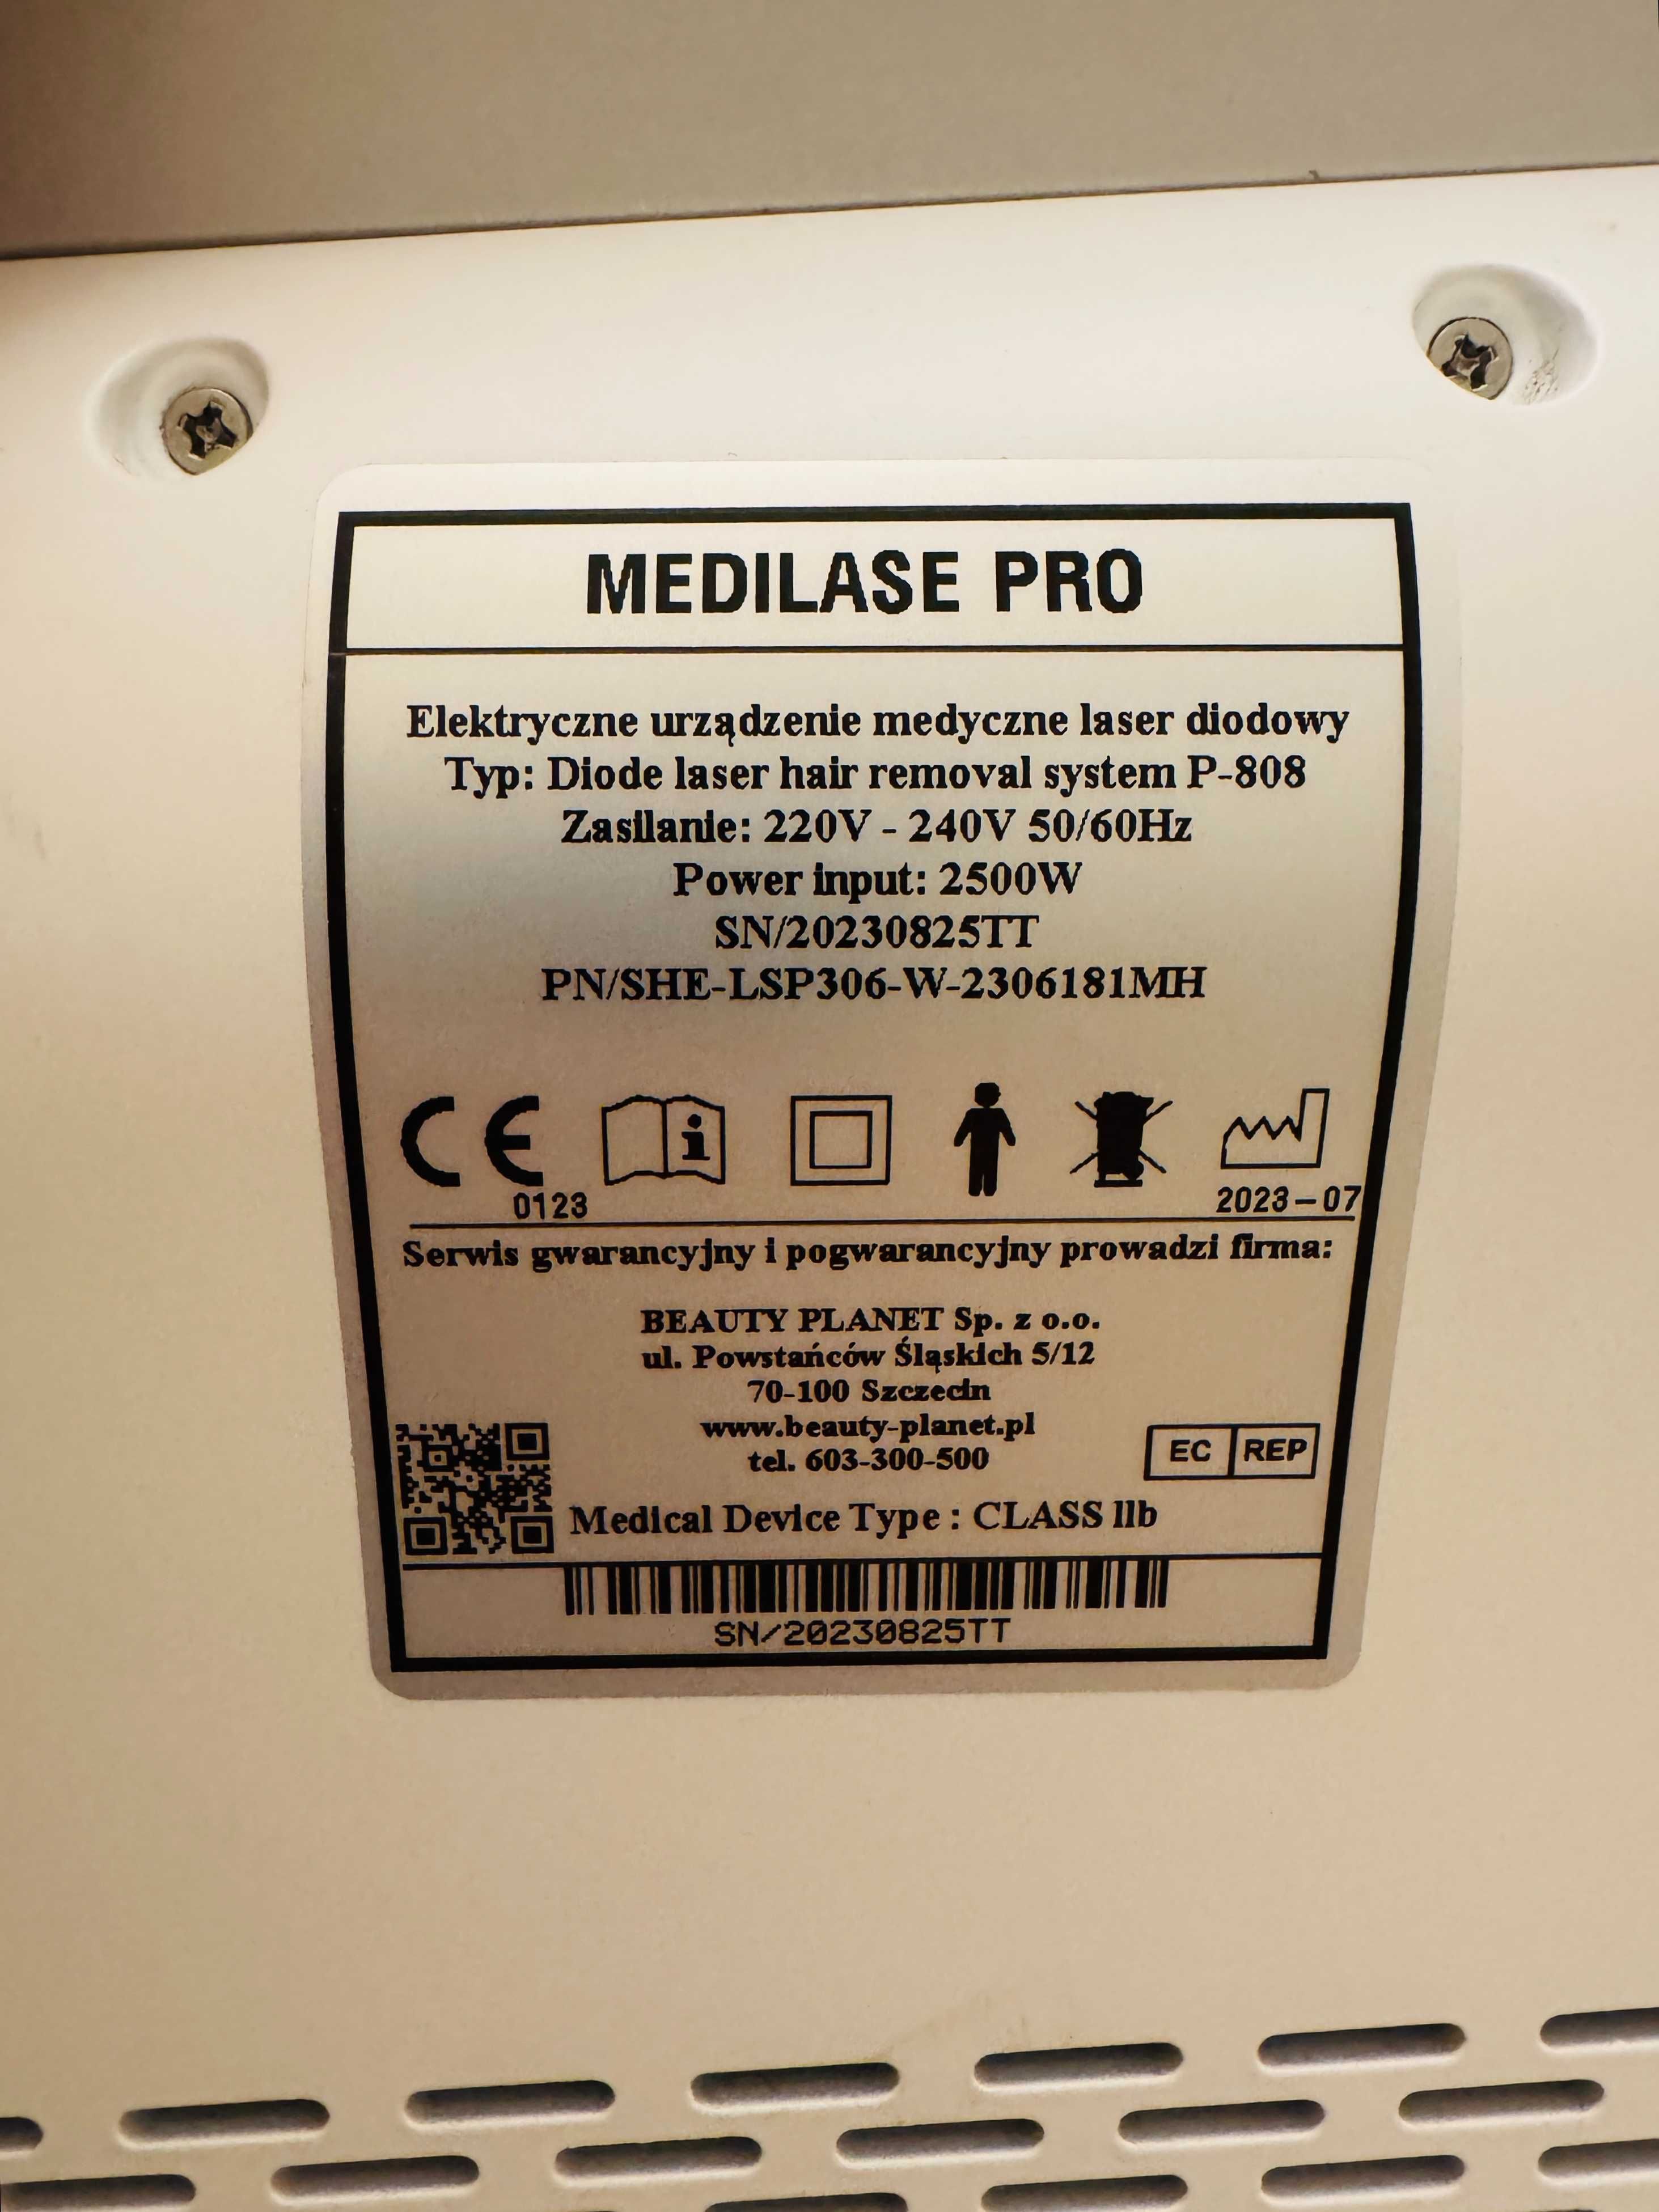 MEDILASE PRO
Elektryczne urządzenie medyczne laser diodowy
Typ: Diode laser hair removal system P-808
Zasilanie: 220V - 240V 50/60Hz
Power input: 2500W
SN/20230825TT
PN/SHE-LSP306-W-2306181MH
CE i
0123 2023-07
Serwis gwarancyjny i pogwarancyjny prowadzi firma:
BEAUTY PLANET Sp. z o.o.
ul. Powstańców Śląskich 5/12
70-100 Szczecin
www.beauty-planet.pl
tel. 603-300-500
EC REP
Medical Device Type : CLASS llb
SN/20230825TT